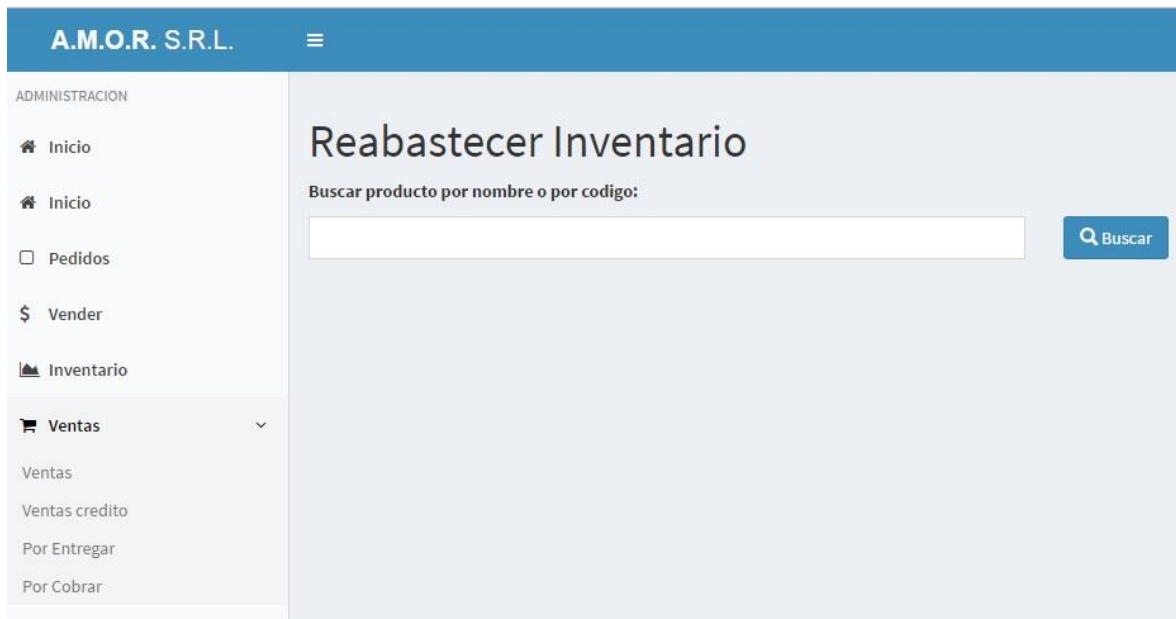 A.M.O.R. S.R.L.
ADMINISTRACION
Inicio
Inicio
Pedidos
$ Vender
Inventario
Ventas
Ventas
Ventas credito
Por Entregar
Por Cobrar
Reabastecer Inventario
Buscar producto por nombre o por codigo:
Buscar